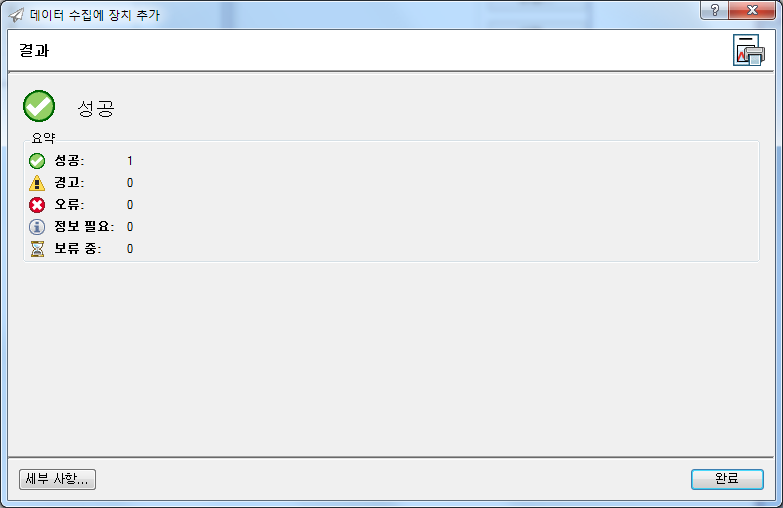 데이터 수집에 장치 추가
결과
성공
요약
성공: 1
경고: 0
오류: 0
정보 필요: 0
보류 중: 0
세부 사항...
완료